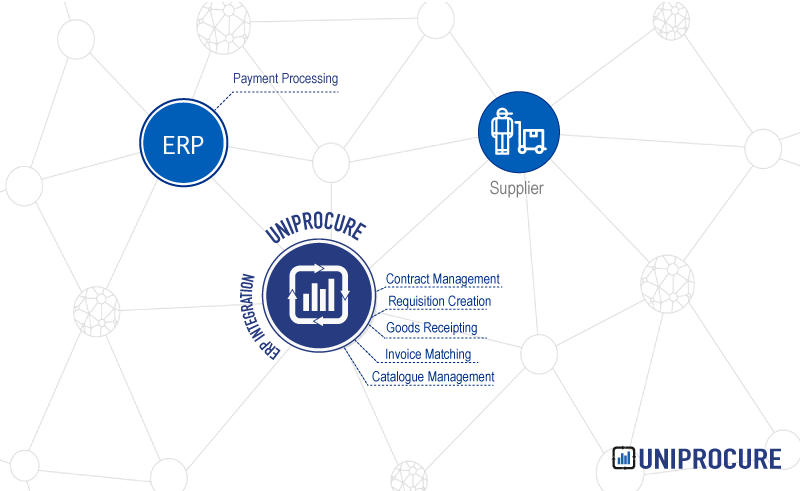 Payment Processing
ERP
Supplier
UNIPROCURE
ERP INTEGRATION
Contract Management
Requisition Creation
Goods Receipting
Invoice Matching
Catalogue Management
UNIPROCURE